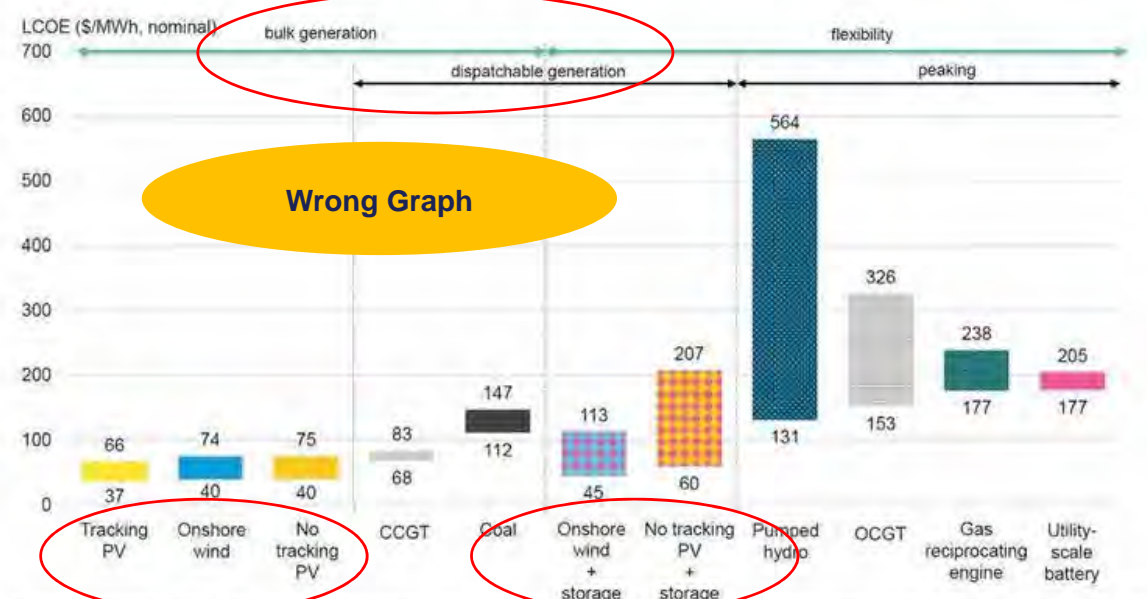 LCOE ($/MWh, nominal)
bulk generation
flexibility
700
dispatchable generation
peaking
600
564
500
Wrong Graph
400
326
300
238
207
205
200
147
177
177
113
153
131
112
100
83
66
74
75
68
60
45
37
40
40
0
Tracking
PV
Onshore
wind
No
tracking
PV
CCGT
Coal
Onshore
wind
+
storage
No tracking
PV
+
storage
Pumped
hydro
OCGT
Gas
reciprocating
engine
Utility-
scale
battery